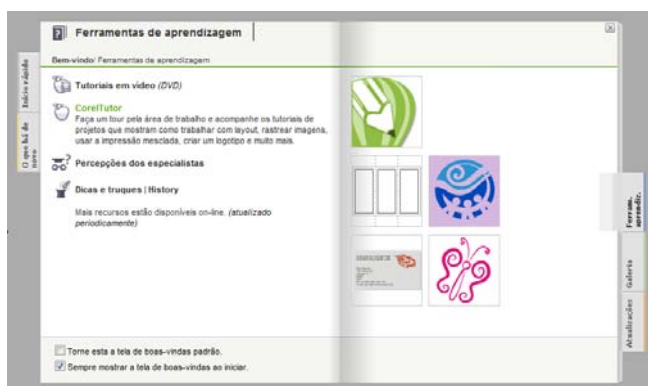 Ferramentas de aprendizagem
Bem-vindo/ Ferramentas de aprendizagem
Início rápido
O que há de
novo
Tutoriais em vídeo (DVD)
CorelTutor
Faça um tour pela área de trabalho e acompanhe os tutoriais de
projetos que mostram como trabalhar com layout, rastrear imagens,
usar a impressão mesclada, criar um logotipo e muito mais.
Percepções dos especialistas
Dicas e truques | History
Mais recursos estão disponíveis on-line. (atualizado
periodicamente)
Ferram.
aprendiz.
Galeria
Atualizações
Torne esta a tela de boas-vindas padrão.
Sempre mostrar a tela de boas-vindas ao iniciar.